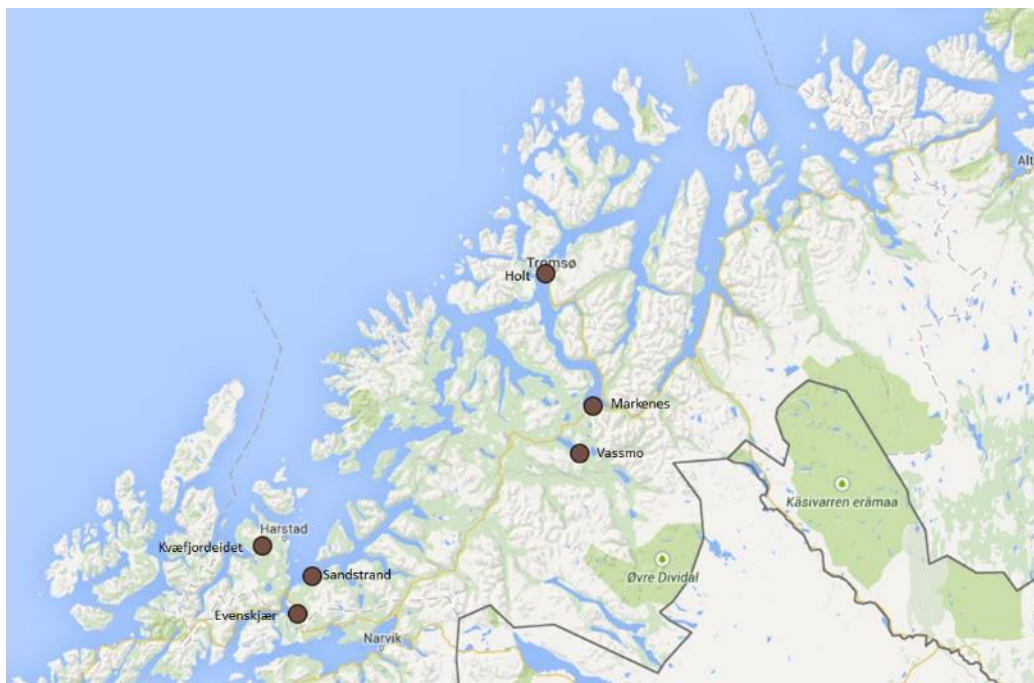 Alt
Tromsø
Holt
Markenes
Vassmo
Käsivarren erämaa
Harstad
Kvæfjordeidet
Øvre Dividal
Sandstrand
Evenskjær
Narvik